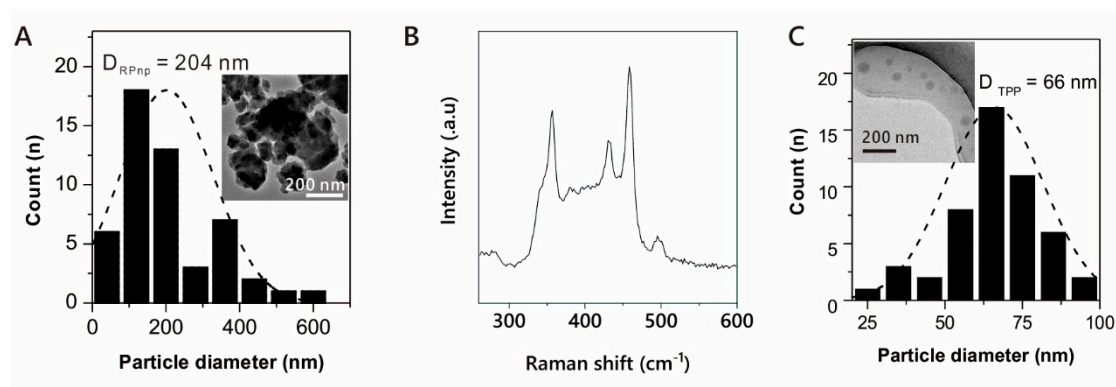 A
D RPnp = 204 nm
200 nm
Count (n)
20
15
10
5
0
0 200 400 600
Particle diameter (nm)
B
Intensity (.a.u)
300 400 500 600
Raman shift (cm⁻¹)
C
D TPP = 66 nm
200 nm
Count (n)
20
15
10
5
0
25 50 75 100
Particle diameter (nm)